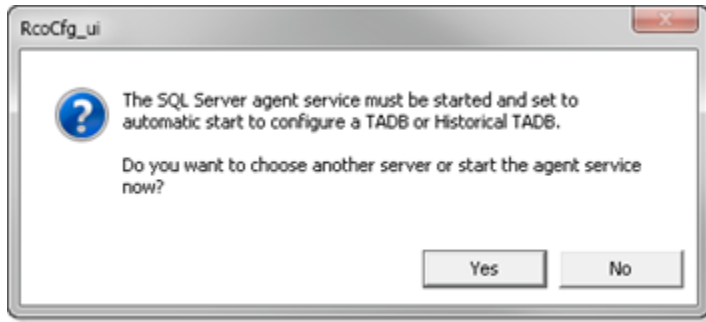 RcoCfg_ui
The SQL Server agent service must be started and set to
automatic start to configure a TADB or Historical TADB.
Do you want to choose another server or start the agent service
now?
Yes No